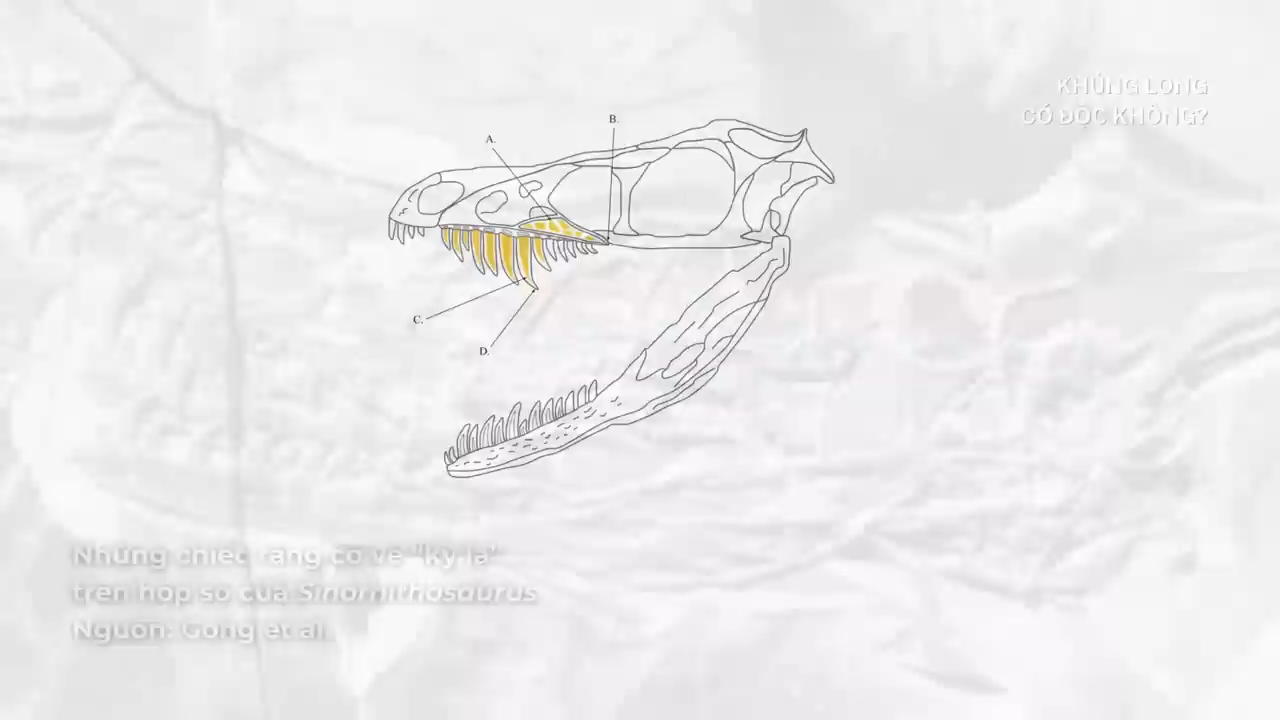 KHỦNG LONG
CÓ ĐỘC KHÔNG?
A.
B.
C.
D.
Những chiếc răng có vẻ "kỳ lạ"
trên hộp sọ của Sinornithosaurus
Nguồn: Gong et al.